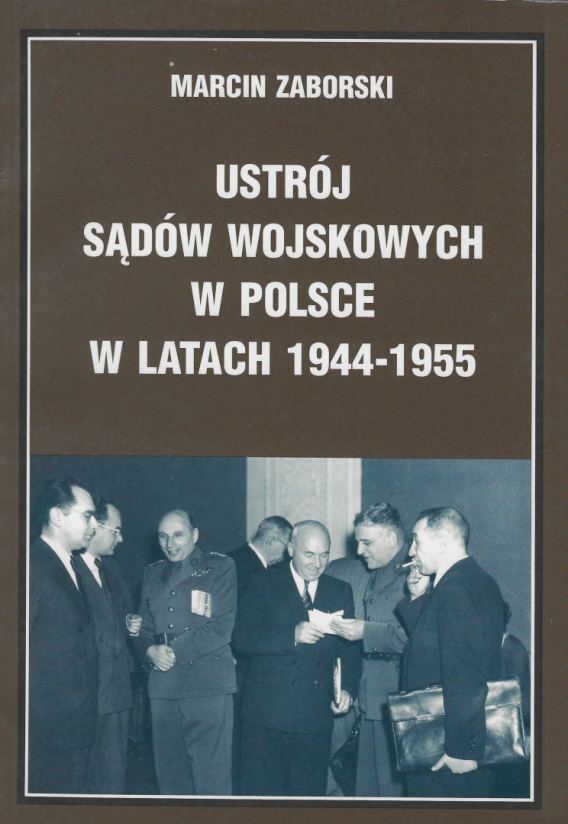 MARCIN ZABORSKI
USTRÓJ
SĄDÓW WOJSKOWYCH
W POLSCE
W LATACH 1944-1955